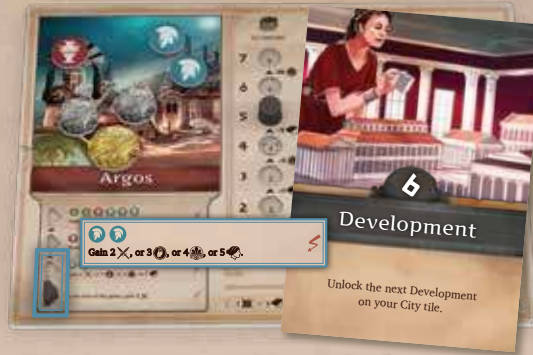 Argos
7
6
5
4
3
2
Gain 2, or 3, or 4, or 5.
6
Development
Unlock the next Development
on your City tile.